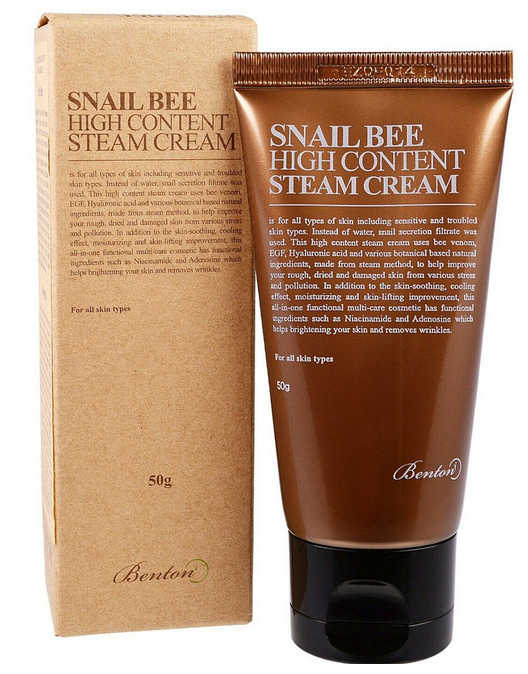 SNAIL BEE
HIGH CONTENT
STEAM CREAM
is for all types of skin including sensitive and troubled
skin types. Instead of water, snail secretion filtrate was
used. This high content steam cream uses bee venom,
EGF, Hyaluronic acid and various botanical based natural
ingredients, made from steam method, to help improve
your rough, dried and damaged skin from various stress
and pollution. In addition to the skin-soothing, cooling
effect, moisturizing and skin-lifting improvement, this
all-in-one functional multi-care cosmetic has functional
ingredients such as Niacinamide and Adenosine which
helps brightening your skin and removes wrinkles.
For all skin types
50g
Benton
SNAIL BEE
HIGH CONTENT
STEAM CREAM
is for all types of skin including sensitive and troubled
skin types. Instead of water, snail secretion filtrate was
used. This high content steam cream uses bee venom,
EGF, Hyaluronic acid and various botanical based natural
ingredients, made from steam method, to help improve
your rough, dried and damaged skin from various stress
and pollution. In addition to the skin-soothing, cooling
effect, moisturizing and skin-lifting improvement, this
all-in-one functional multi-care cosmetic has functional
ingredients such as Niacinamide and Adenosine which
helps brightening your skin and removes wrinkles.
For all skin types
50g
Benton